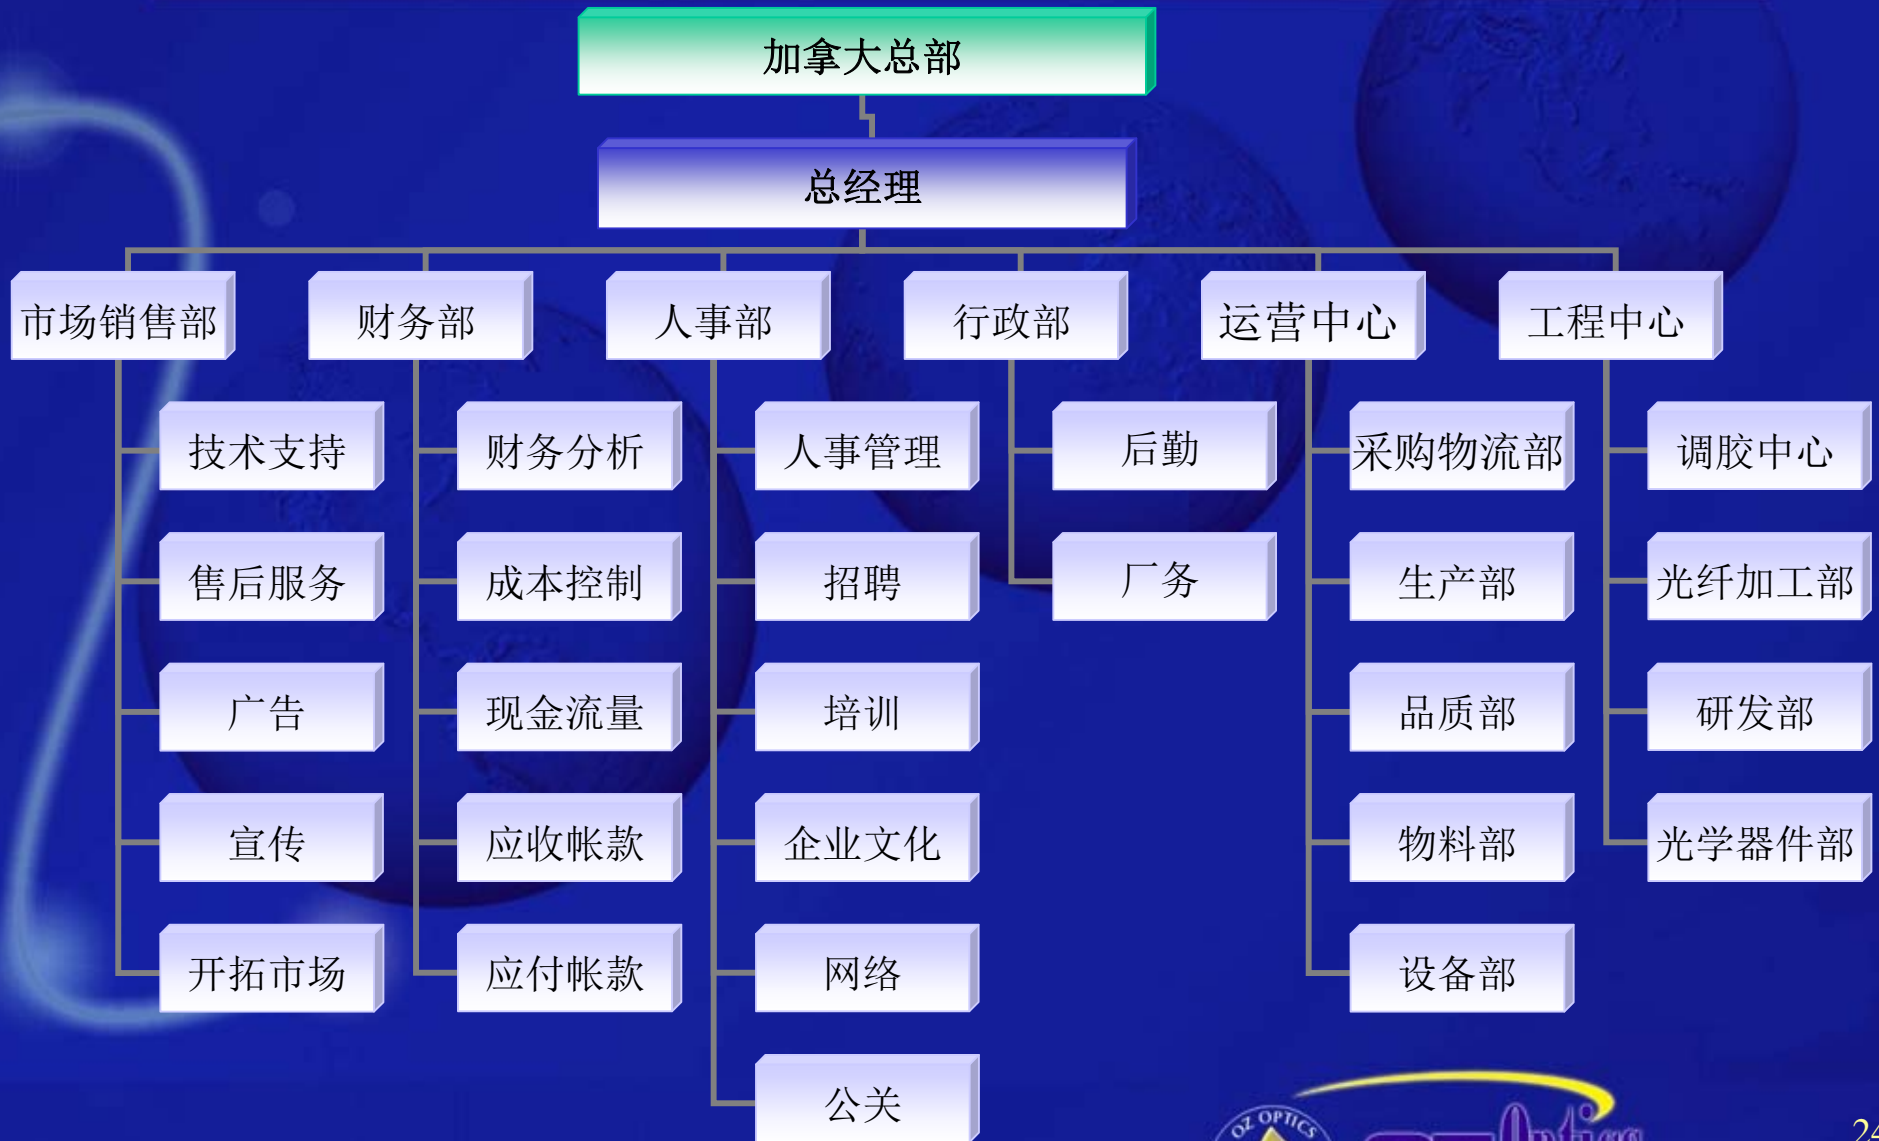 加拿大总部
总经理
市场销售部
财务部
人事部
行政部
运营中心
工程中心
技术支持
财务分析
人事管理
后勤
采购物流部
调胶中心
售后服务
成本控制
招聘
厂务
生产部
光纤加工部
广告
现金流量
培训
品质部
研发部
宣传
应收帐款
企业文化
物料部
光学器件部
开拓市场
应付帐款
网络
设备部
公关
OZ OPTICS
OZ Optics
24